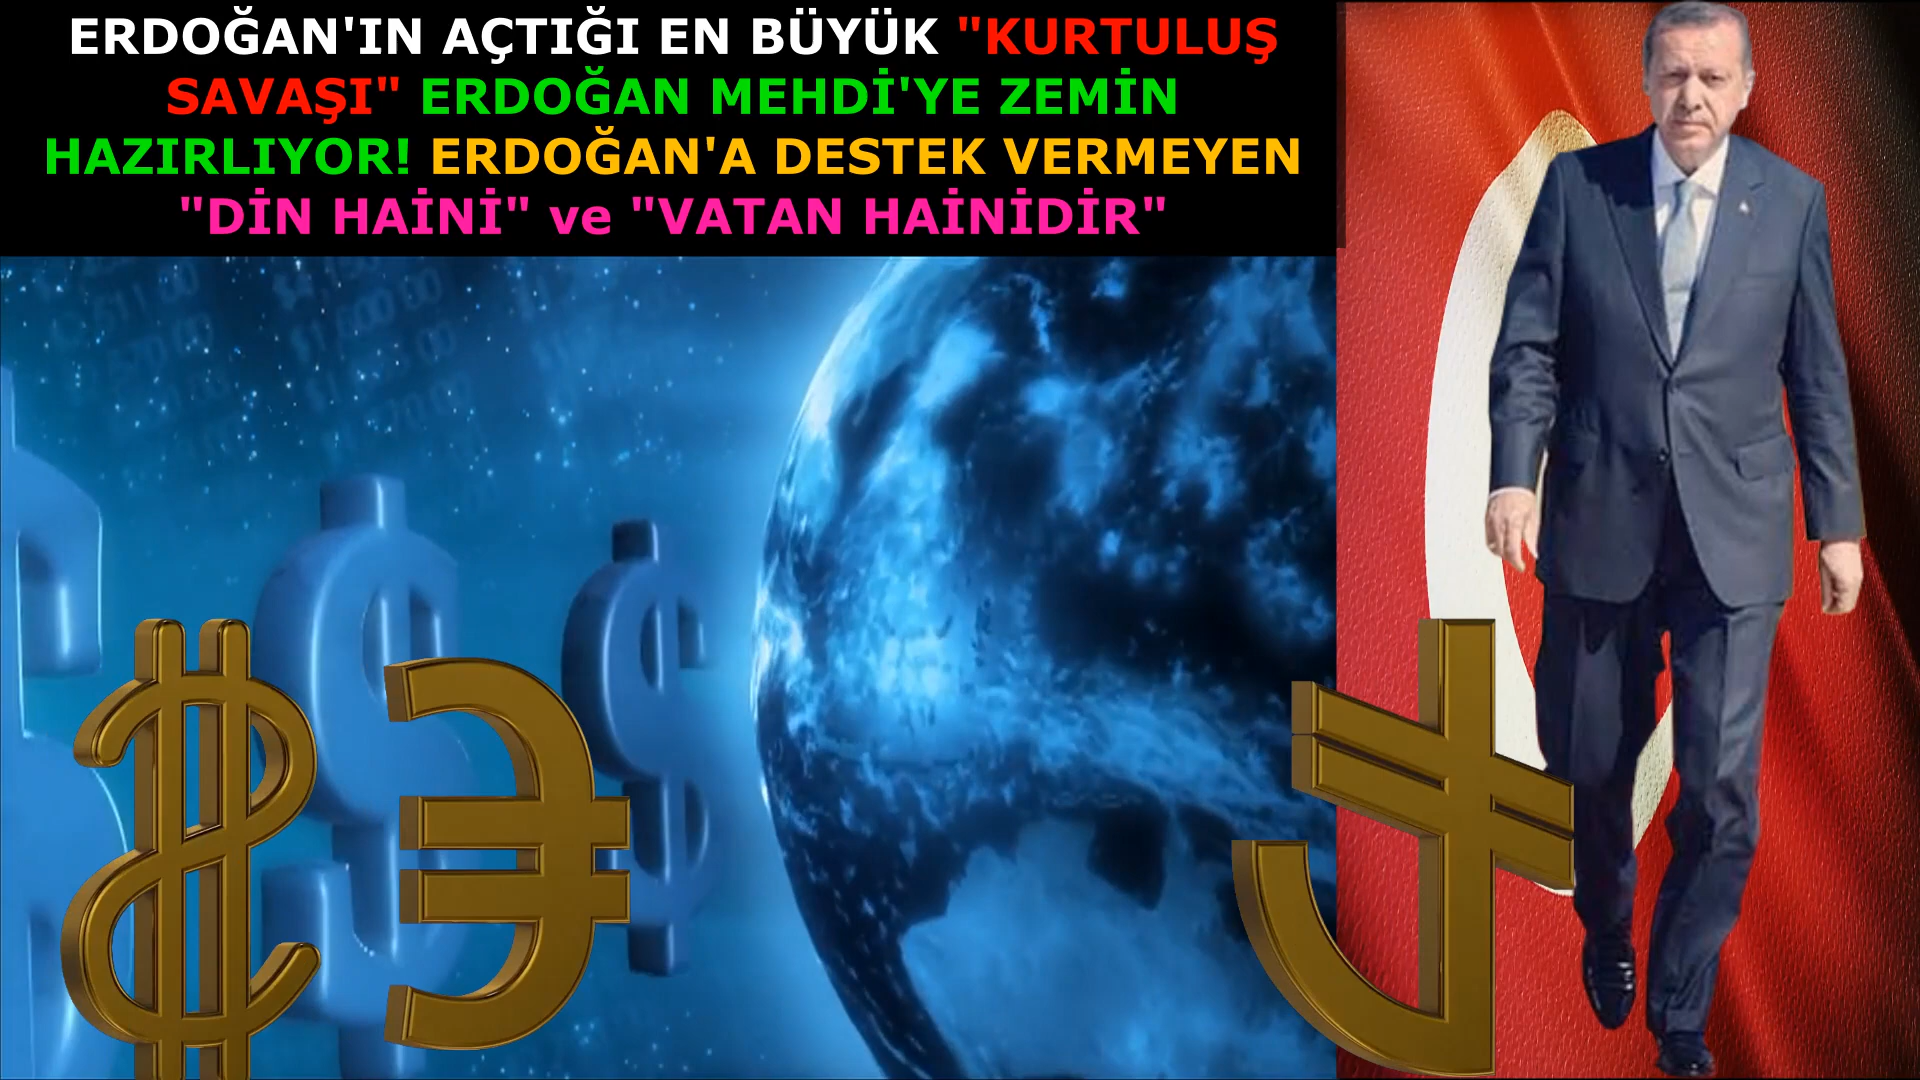 ERDOĞAN'IN AÇTIĞI EN BÜYÜK "KURTULUŞ
SAVAŞI" ERDOĞAN MEHDİ'YE ZEMİN
HAZIRLIYOR! ERDOĞAN'A DESTEK VERMEYEN
"DİN HAİNİ" ve "VATAN HAİNİDİR"